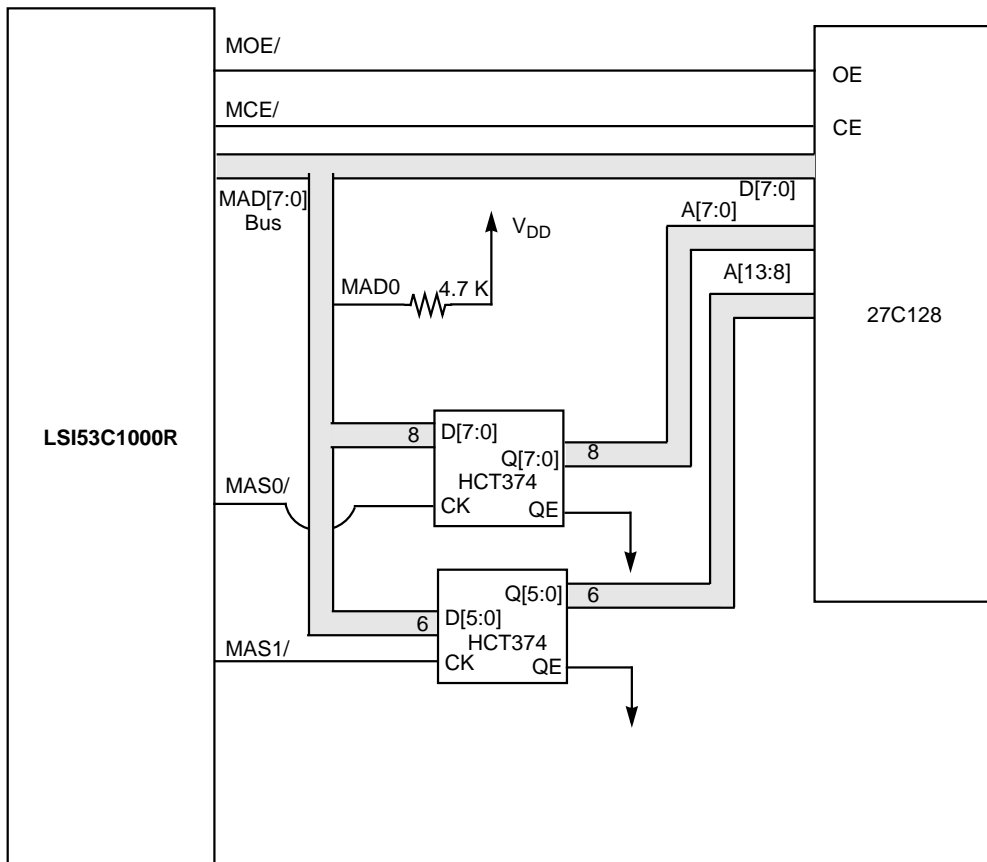 MOE/
OE
MCE/
CE
MAD[7:0]
Bus
D[7:0]
A[7:0]
VDD
A[13:8]
MAD0
4.7 K
27C128
LSI53C1000R
8
D[7:0]
Q[7:0]
8
HCT374
MAS0/
CK
QE
Q[5:0]
6
6
D[5:0]
HCT374
MAS1/
CK
QE